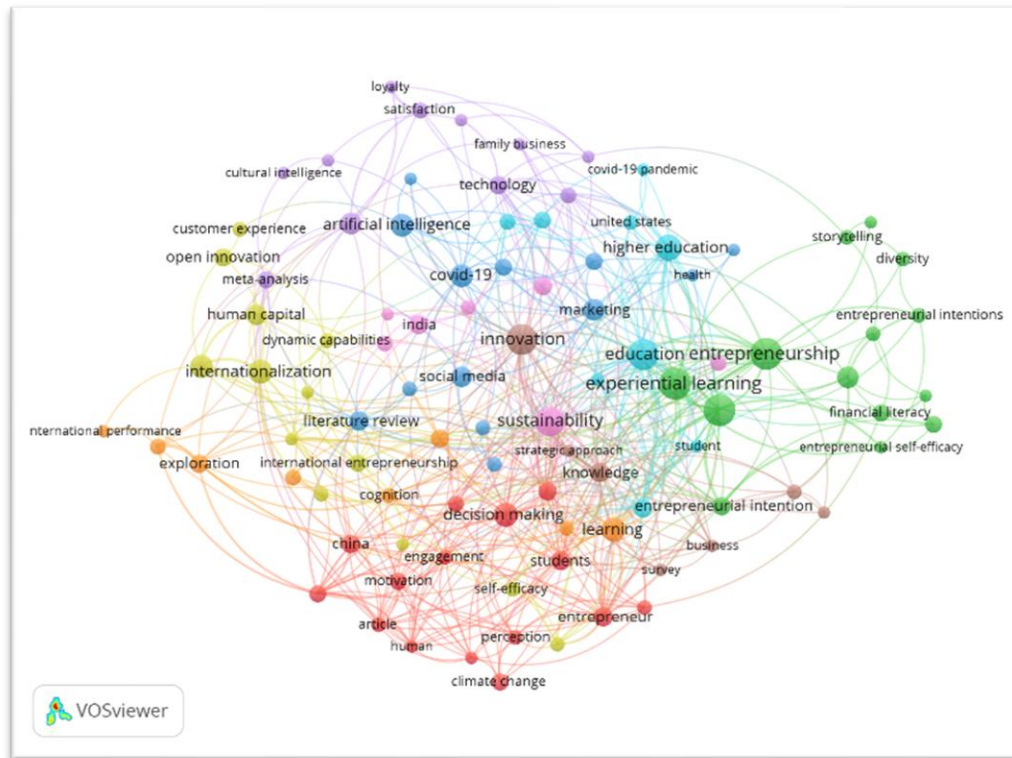 loyalty
satisfaction
family business
covid-19 pandemic
cultural intelligence
technology
artificial intelligence
united states
customer experience
higher education
storytelling
open innovation
diversity
meta-analysis
covid-19
health
human capital
marketing
entrepreneurial intentions
india
dynamic capabilities
innovation
education
entrepreneurship
internationalization
social media
experiential learning
literature review
sustainability
financial literacy
nternational performance
strategic approach
student
entrepreneurial self-efficacy
exploration
international entrepreneurship
knowledge
cognition
decision making
entrepreneurial intention
learning
china
engagement
students
business
motivation
self-efficacy
survey
article
entrepreneur
human
perception
climate change
VOSviewer